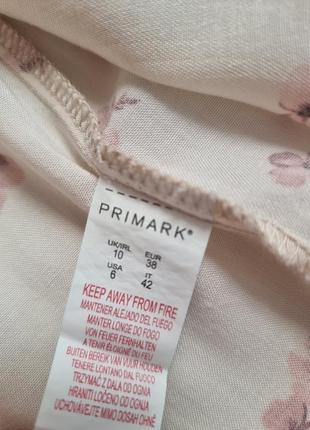 PRIMARK®
UK/IRL EUR
10 38
USA IT
6 42
KEEP AWAY FROM FIRE
MANTENER ALEJADO DEL FUEGO
MANTER LONGE DO FOGO
VON FEUER FERNHALTEN
A TENIR ÉLOIGNÉ DU FEU
BUITEN BEREIK VAN VUUR HOUDEN
TENERE LONTANO DAL FUOCO
TRZYMAĆ Z DALA OD OGNIA
HRANITI LOČENO OD OGNJA
UCHOVÁVEJTE MIMO DOSAH OHNĚ